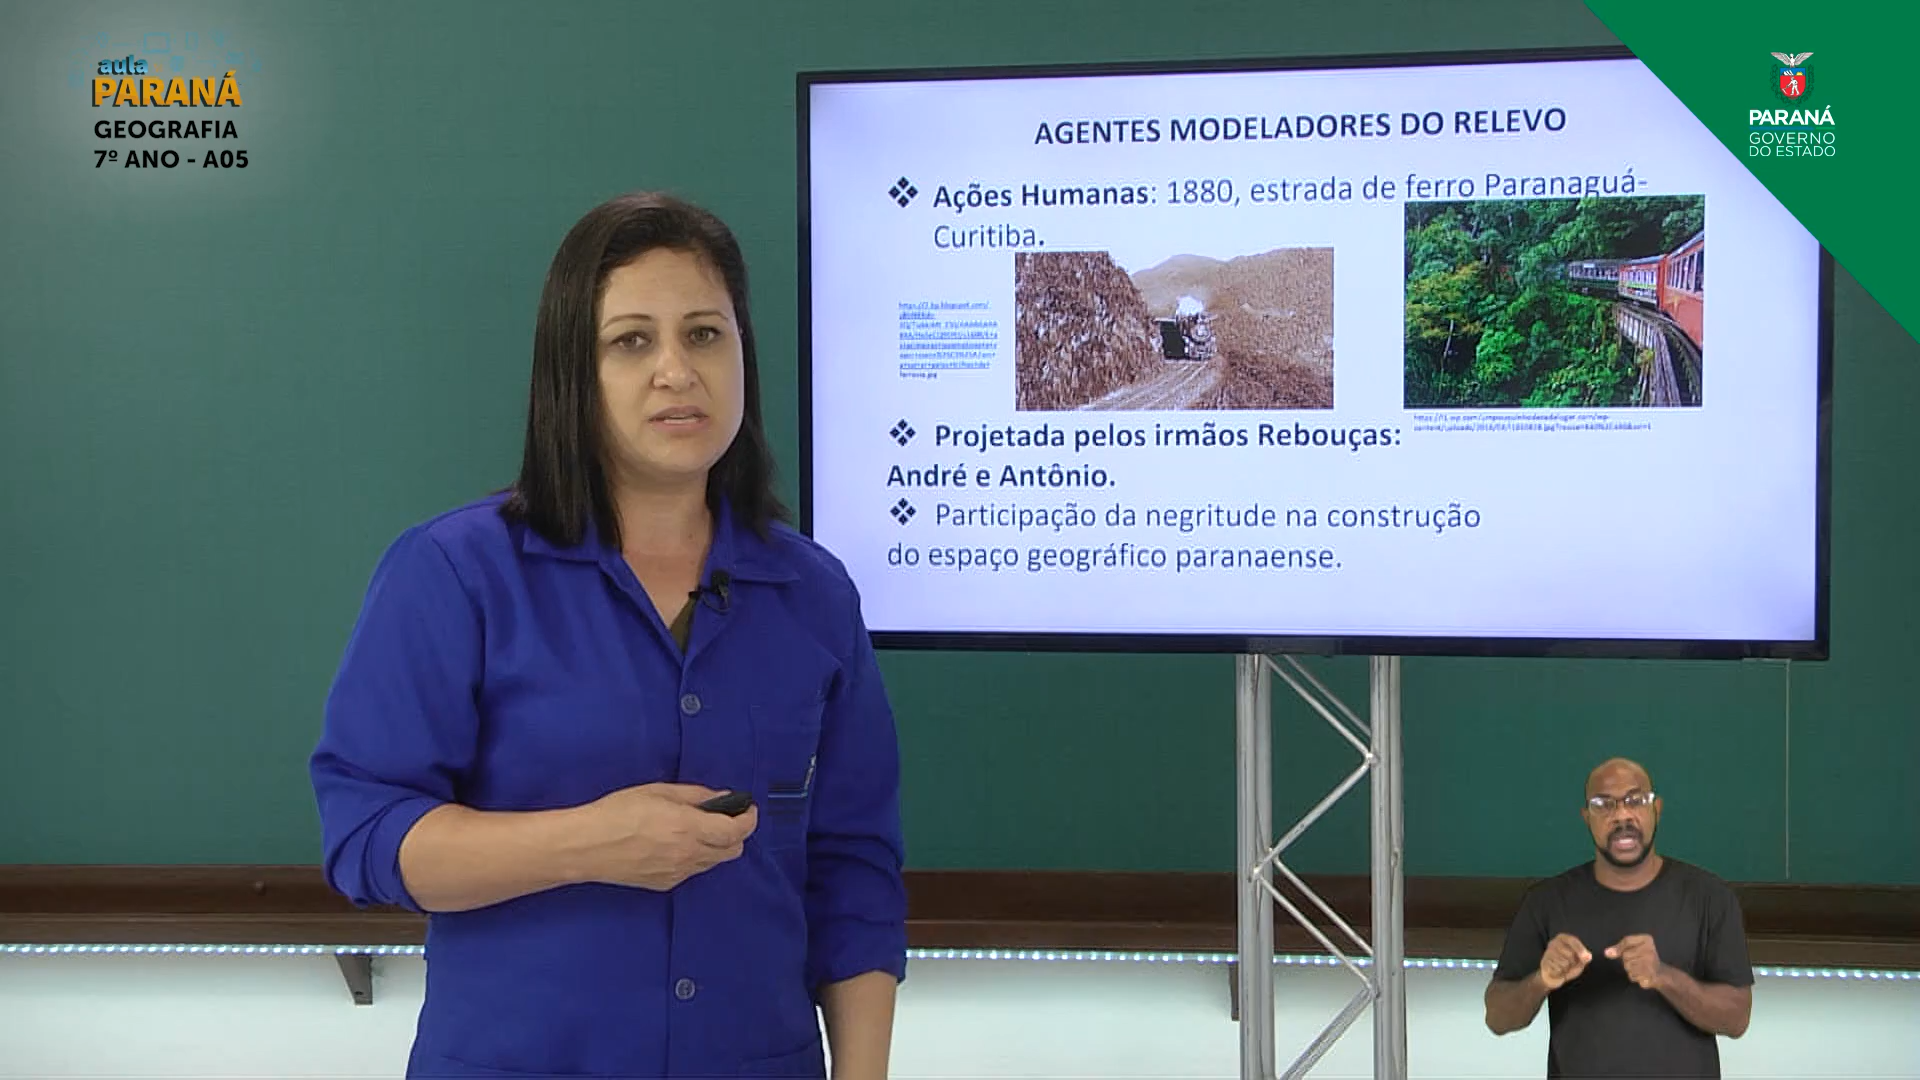 aula
PARANÁ
GEOGRAFIA
7º ANO - A05
PARANÁ
GOVERNO
DO ESTADO
AGENTES MODELADORES DO RELEVO
❖ Ações Humanas: 1880, estrada de ferro Paranaguá-
Curitiba.
❖ Projetada pelos irmãos Rebouças:
André e Antônio.
❖ Participação da negritude na construção
do espaço geográfico paranaense.